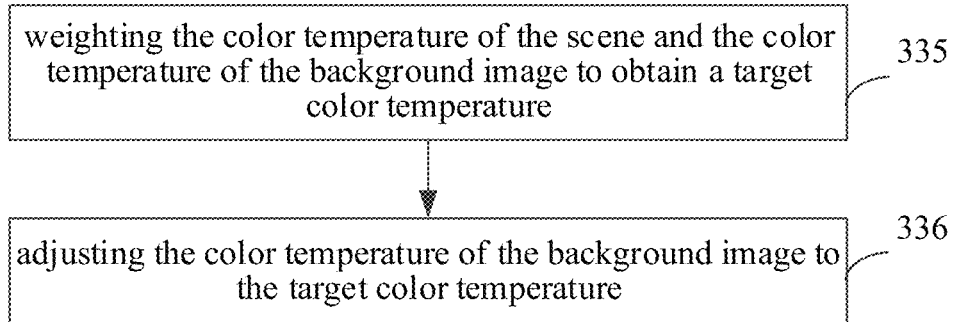 weighting the color temperature of the scene and the color
temperature of the background image to obtain a target
color temperature
335
adjusting the color temperature of the background image to
the target color temperature
336